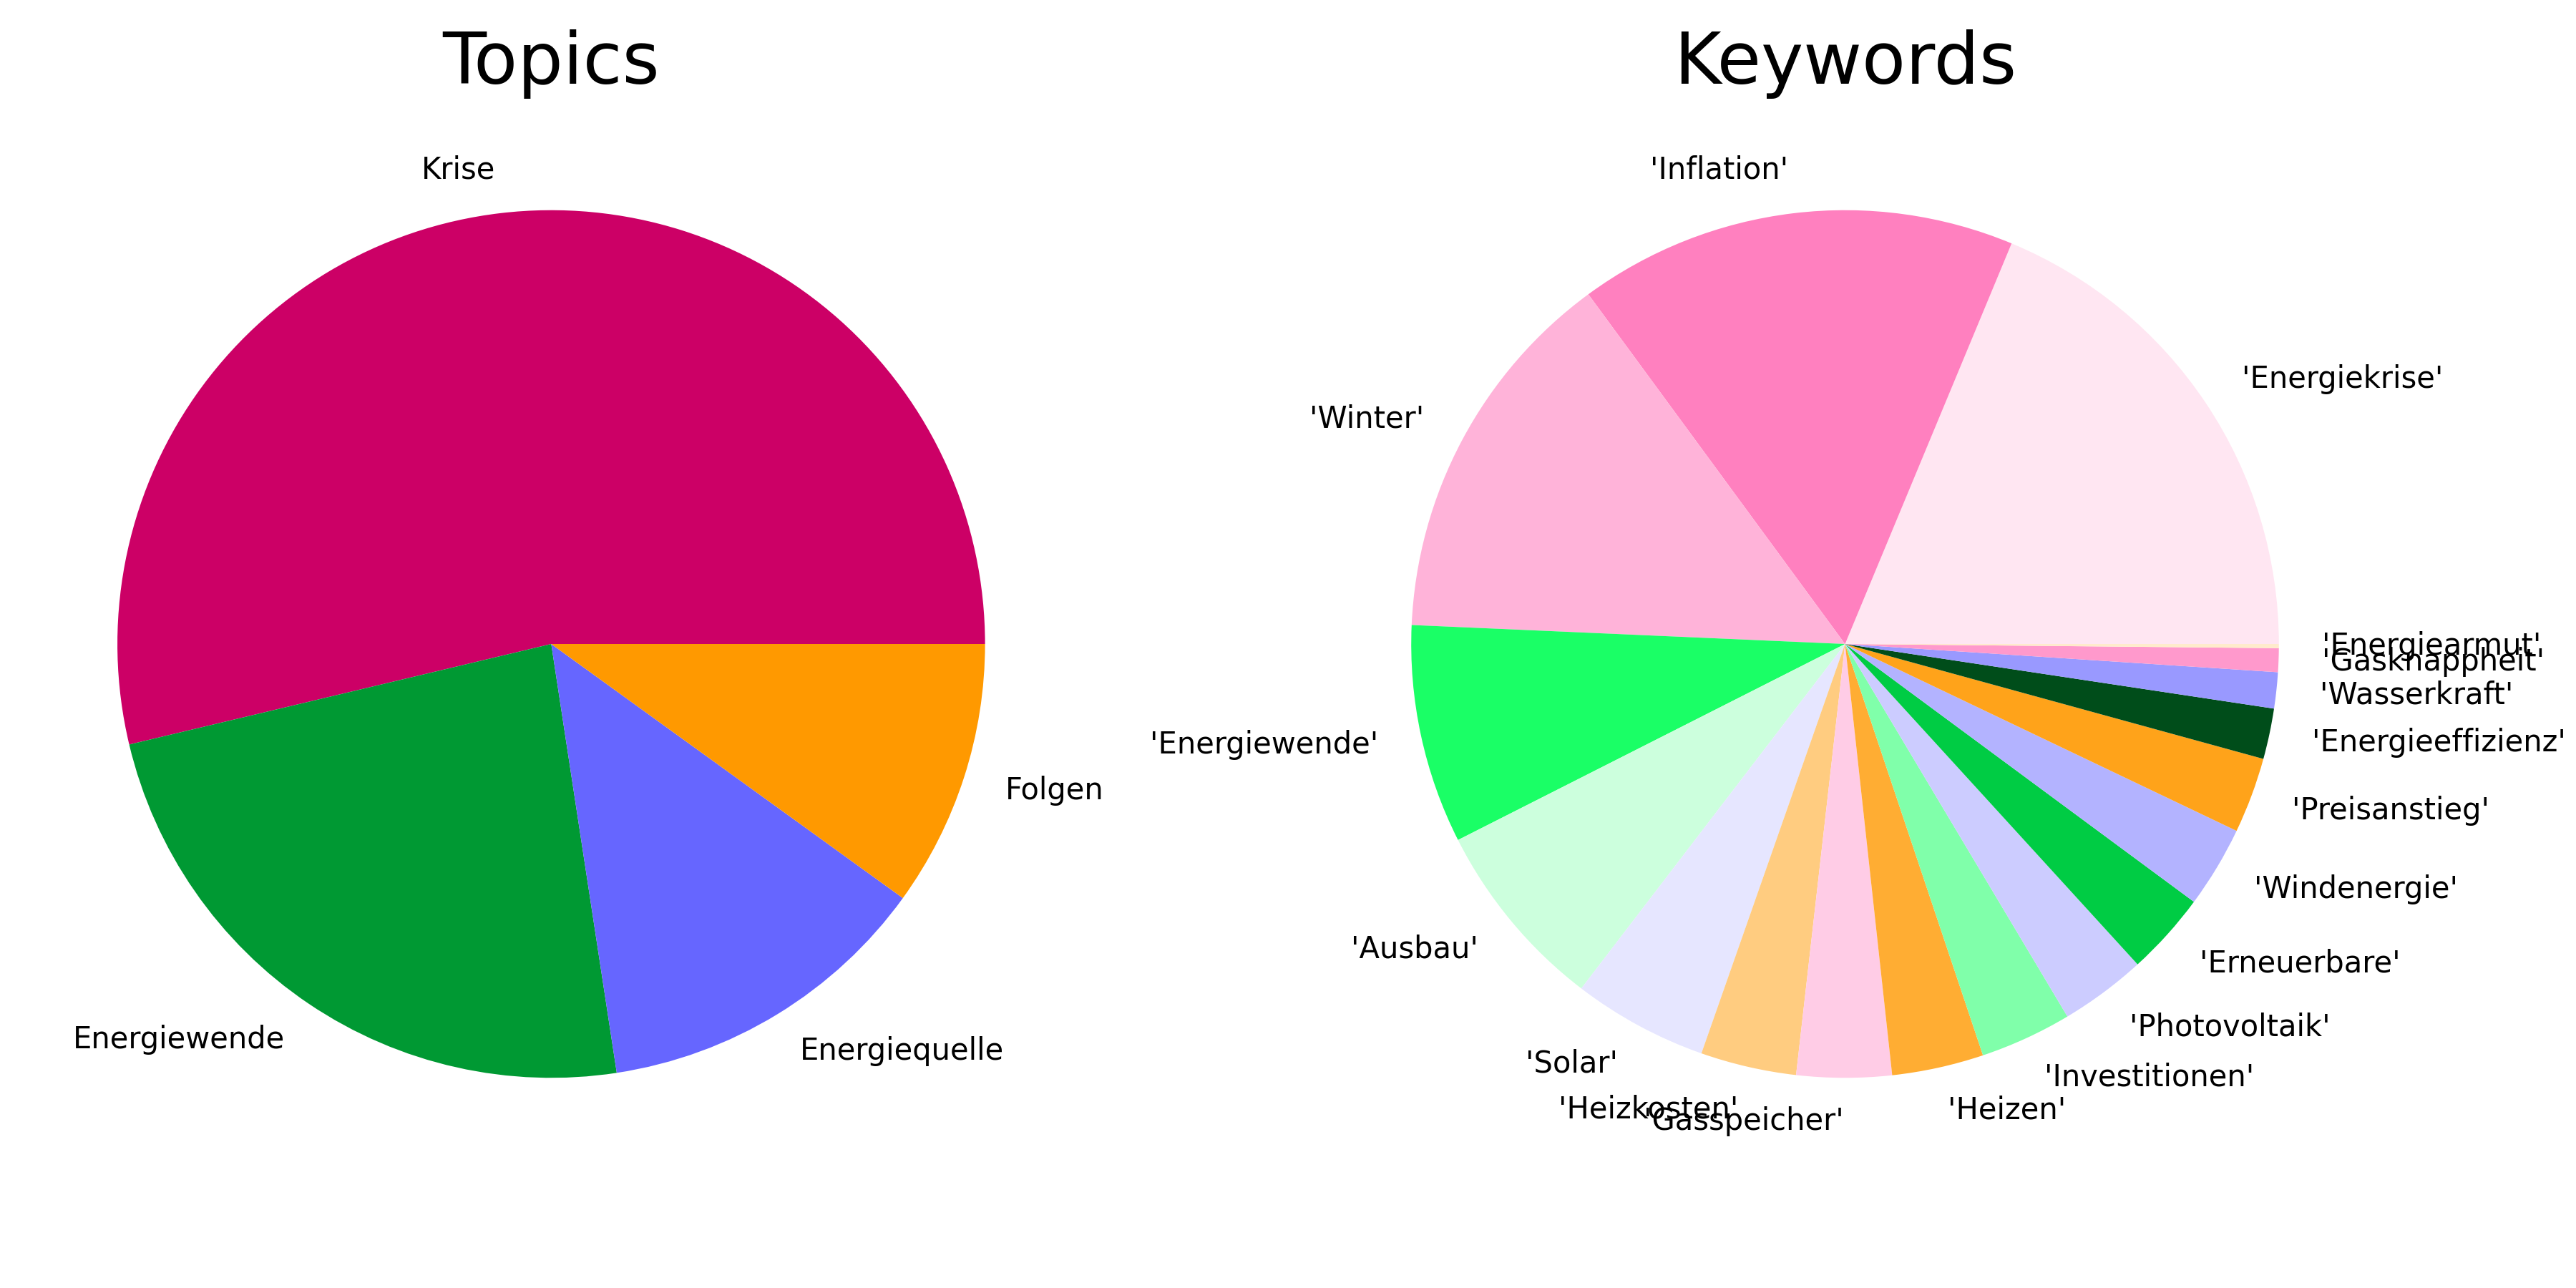 Topics
Krise
Energiewende
Energiequelle
Folgen
Keywords
'Energiekrise'
'Inflation'
'Winter'
'Energiewende'
'Ausbau'
'Solar'
'Heizkosten'
'Gasspeicher'
'Heizen'
'Investitionen'
'Photovoltaik'
'Erneuerbare'
'Windenergie'
'Preisanstieg'
'Energieeffizienz'
'Wasserkraft'
'Gasknappheit'
'Energiearmut'